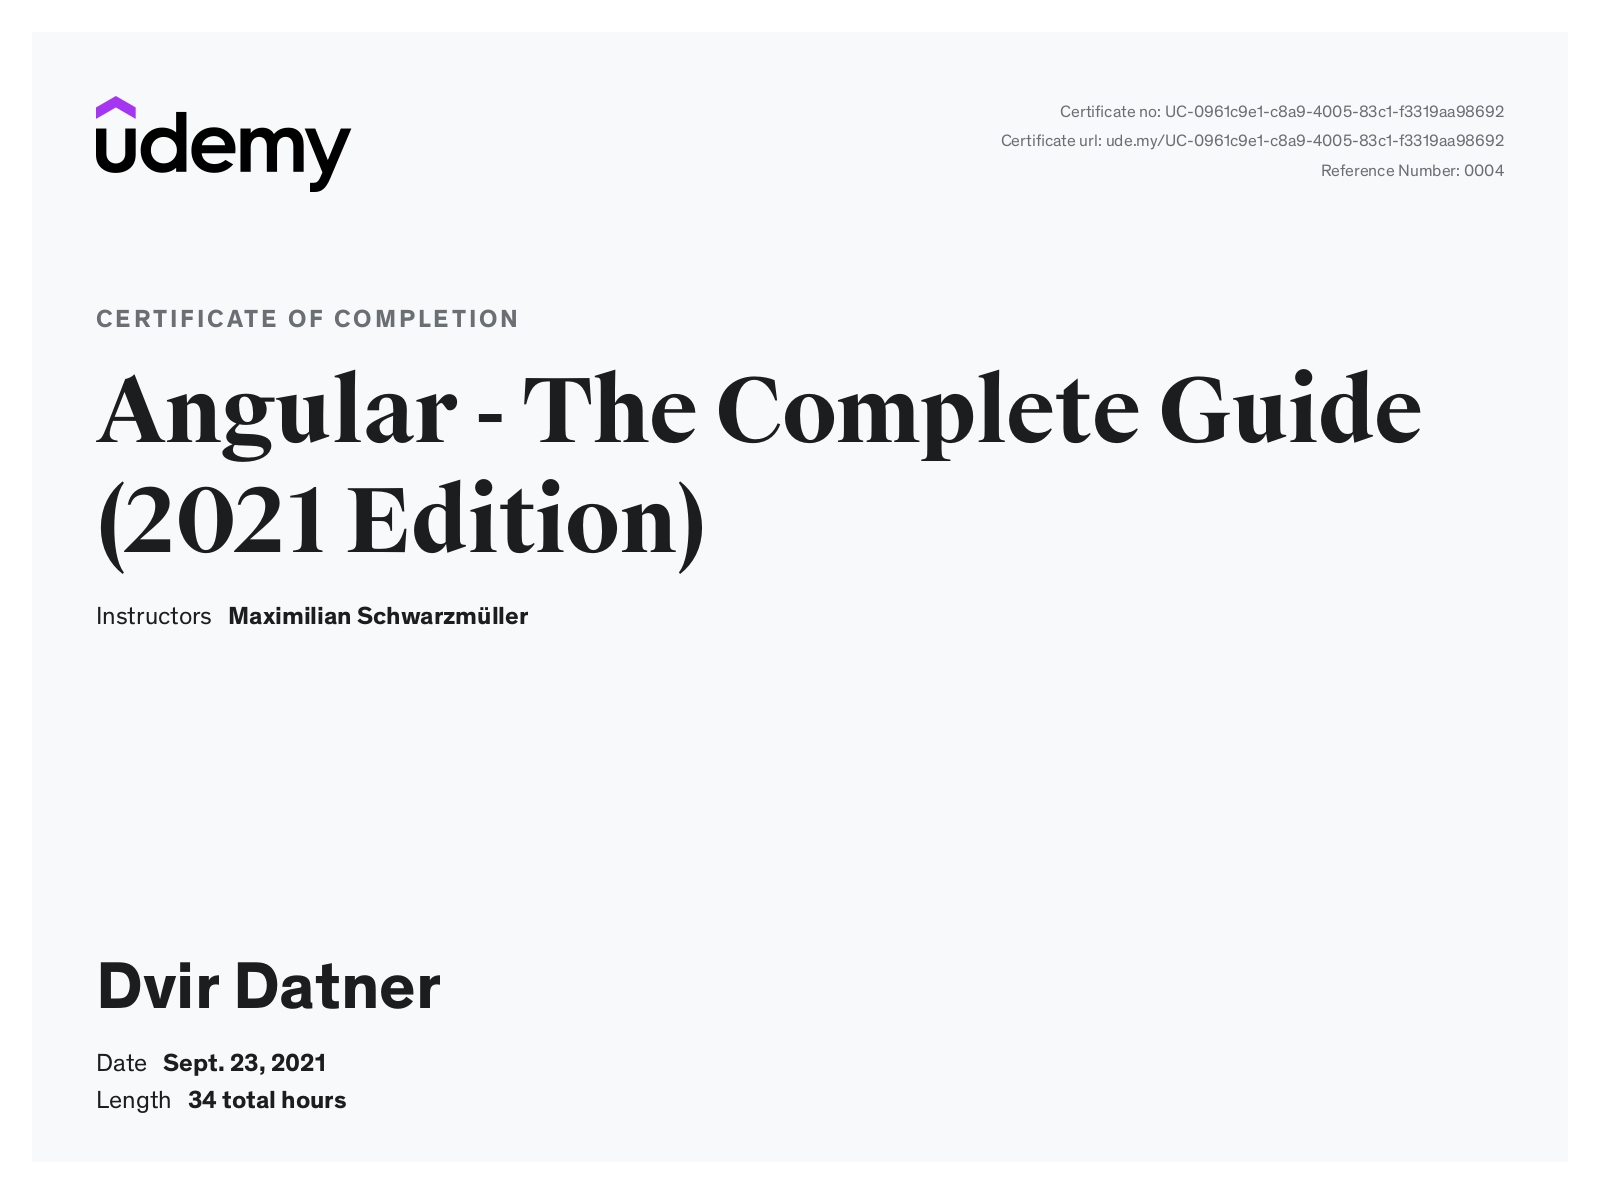 udemy
Certificate no: UC-0961c9e1-c8a9-4005-83c1-f3319aa98692
Certificate url: ude.my/UC-0961c9e1-c8a9-4005-83c1-f3319aa98692
Reference Number: 0004
CERTIFICATE OF COMPLETION
Angular - The Complete Guide
(2021 Edition)
Instructors Maximilian Schwarzmüller
Dvir Datner
Date Sept. 23, 2021
Length 34 total hours